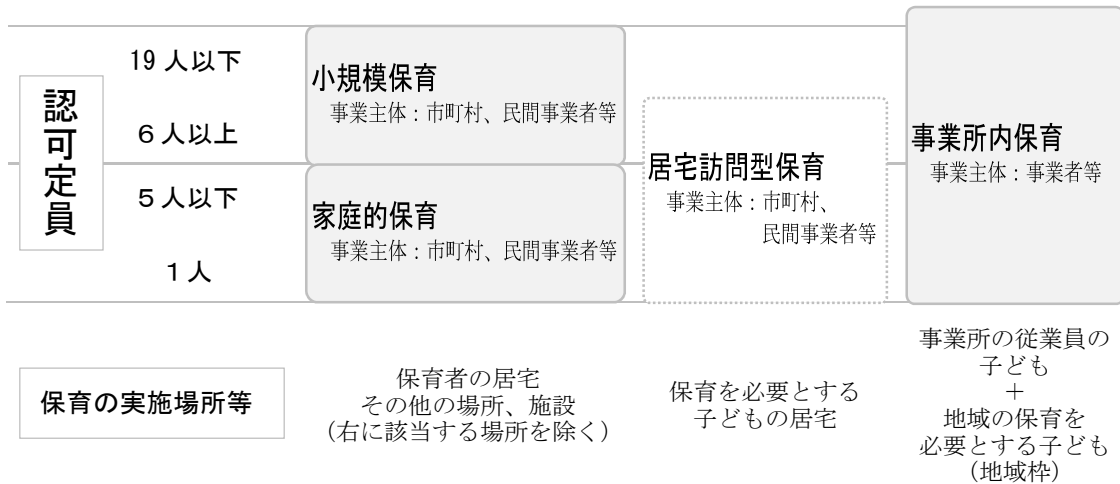 認可定員
19人以下
6人以上
5人以下
1人
小規模保育
事業主体：市町村、民間事業者等
家庭的保育
事業主体：市町村、民間事業者等
居宅訪問型保育
事業主体：市町村、
民間事業者等
事業所内保育
事業主体：事業者等
保育の実施場所等
保育者の居宅
その他の場所、施設
（右に該当する場所を除く）
保育を必要とする
子どもの居宅
事業所の従業員の
子ども
＋
地域の保育を
必要とする子ども
（地域枠）